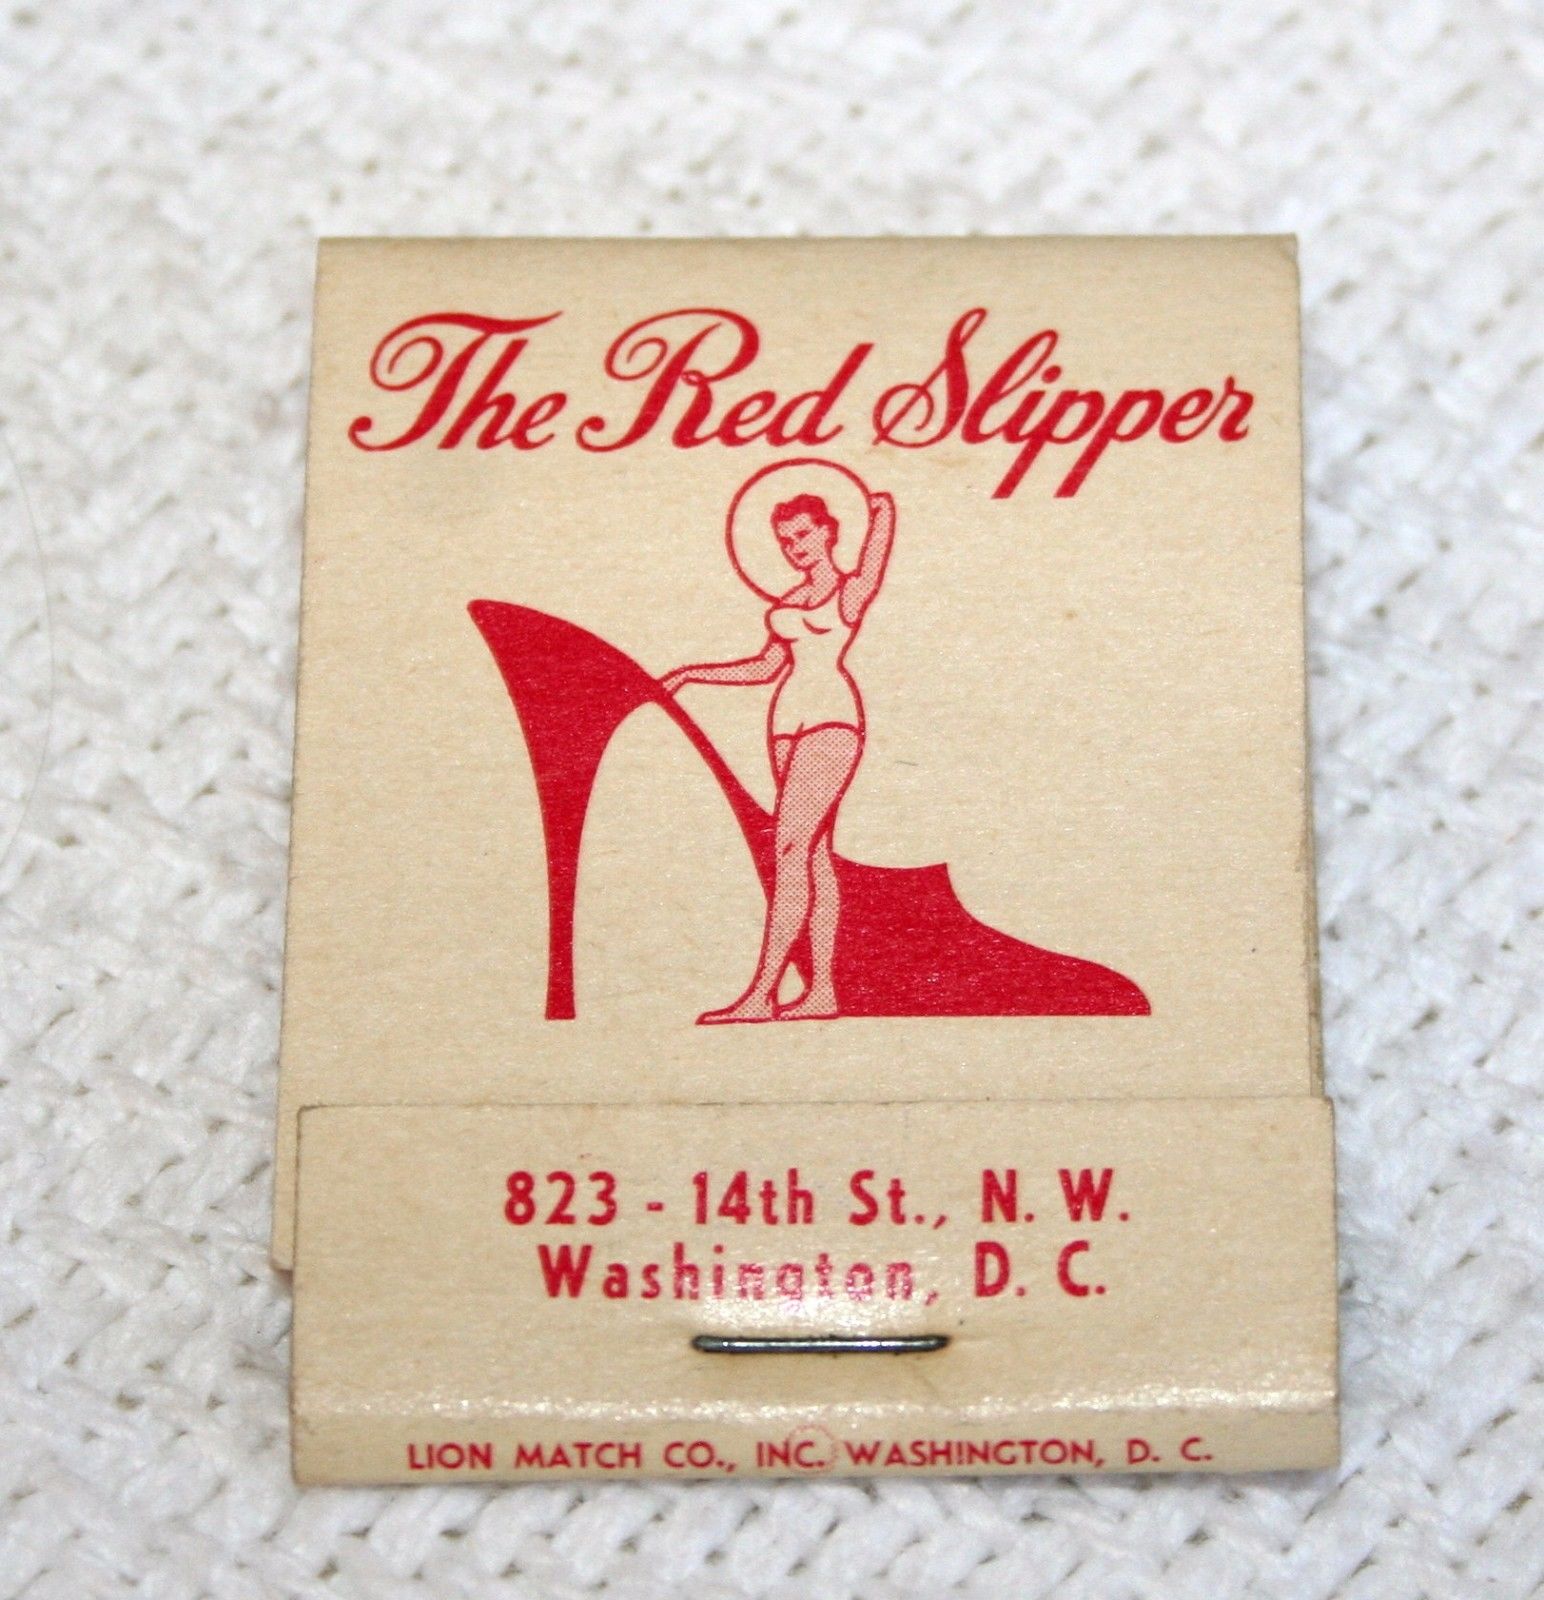 The Red Slipper
823 - 14th St., N. W.
Washington, D. C.
LION MATCH CO., INC. WASHINGTON, D. C.